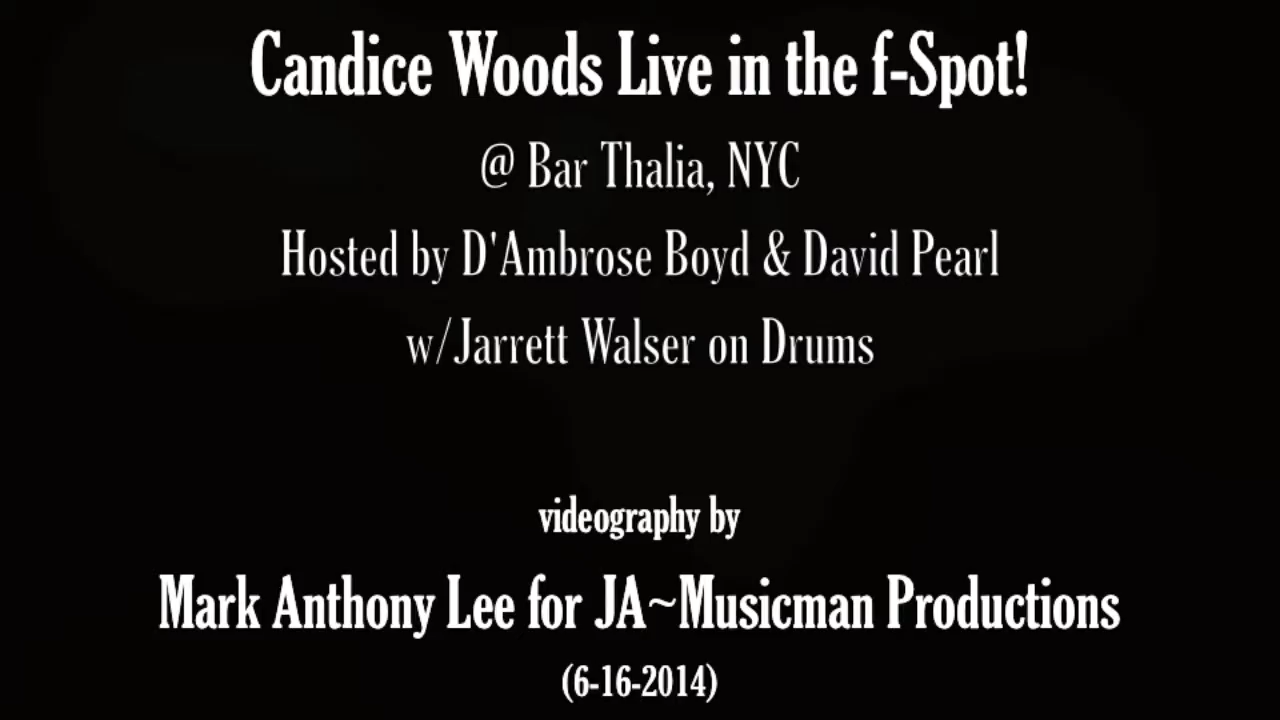 Candice Woods Live in the f-Spot!
@ Bar Thalia, NYC
Hosted by D'Ambrose Boyd & David Pearl
w/Jarrett Walser on Drums
videography by
Mark Anthony Lee for JA~Musicman Productions
(6-16-2014)